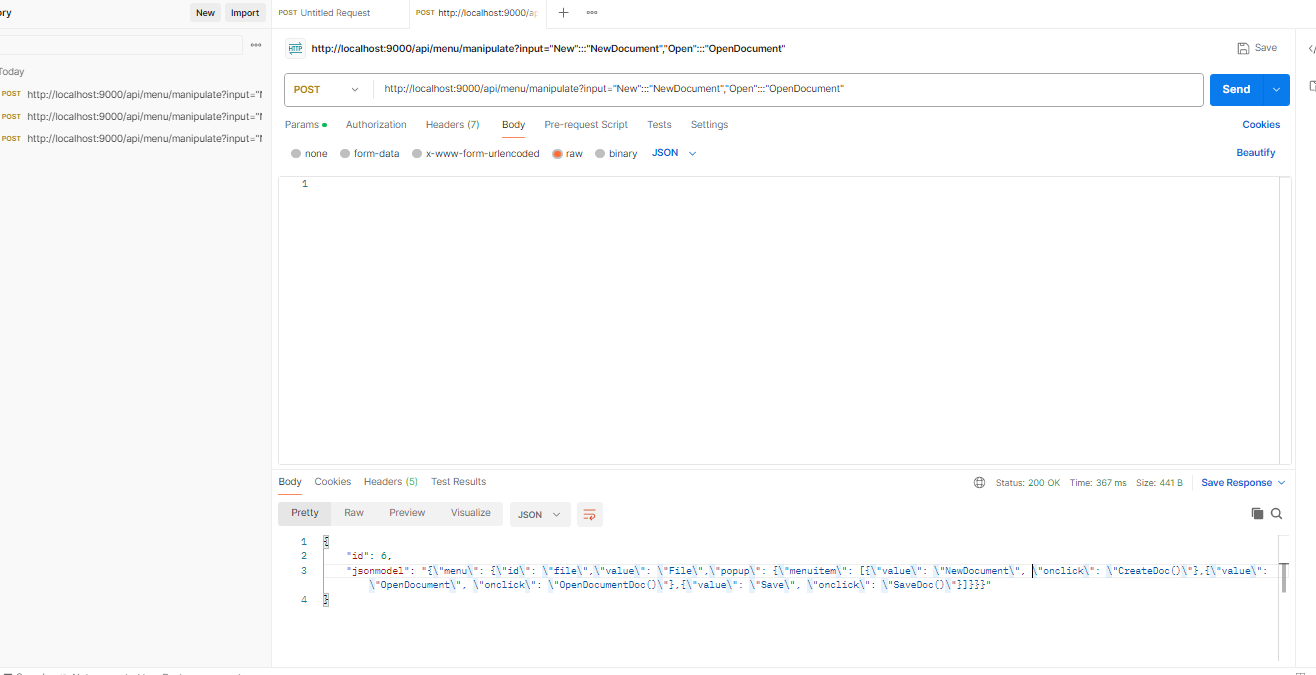 ory New Import POST Untitled Request POST http://localhost:9000/ap
http://localhost:9000/api/menu/manipulate?input="New":::"NewDocument","Open":::"OpenDocument" Save
Today
POST http://localhost:9000/api/menu/manipulate?input="N
POST http://localhost:9000/api/menu/manipulate?input="N
POST http://localhost:9000/api/menu/manipulate?input="N
POST http://localhost:9000/api/menu/manipulate?input="New":::"NewDocument","Open":::"OpenDocument" Send
Params Authorization Headers (7) Body Pre-request Script Tests Settings Cookies
none form-data x-www-form-urlencoded raw binary JSON Beautify
1
Body Cookies Headers (5) Test Results Status: 200 OK Time: 367 ms Size: 441 B Save Response
Pretty Raw Preview Visualize JSON
1 {
2 "id": 6,
3 "jsonmodel": "{\"menu\": {\"id\": \"file\",\"value\": \"File\",\"popup\": {\"menuitem\": [{\"value\": \"NewDocument\", \"onclick\": \"CreateDoc()\"},{\"value\":
\"OpenDocument\", \"onclick\": \"OpenDocumentDoc()\"},{\"value\": \"Save\", \"onclick\": \"SaveDoc()\"}]}}}"
4 }